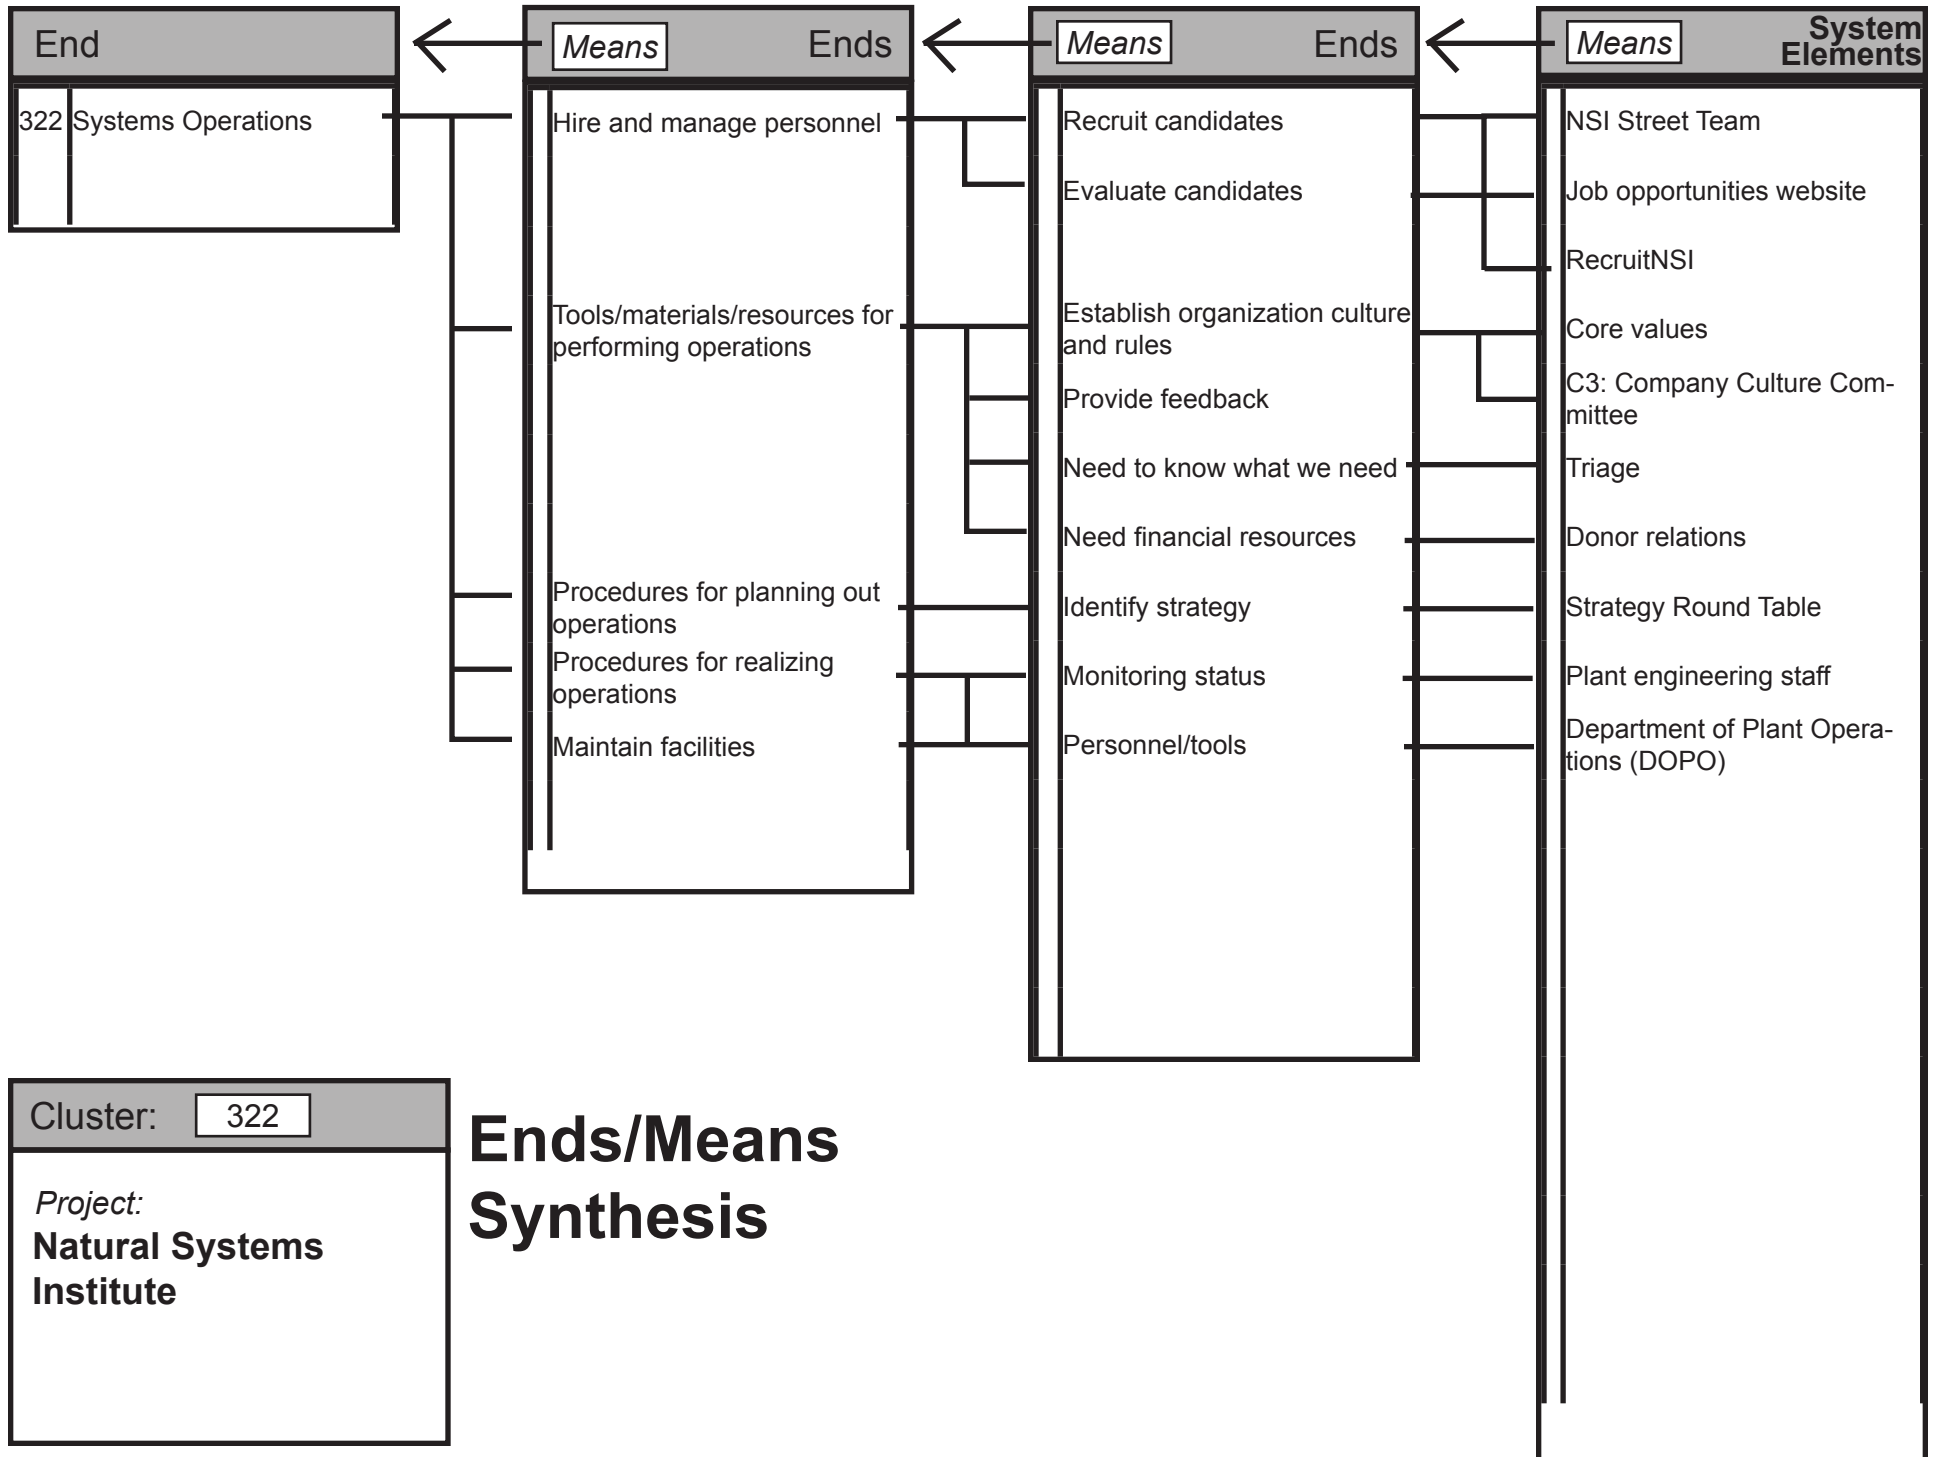 End
322 Systems Operations
Means Ends
Hire and manage personnel
Tools/materials/resources for
performing operations
Procedures for planning out
operations
Procedures for realizing
operations
Maintain facilities
Means Ends
Recruit candidates
Evaluate candidates
Establish organization culture
and rules
Provide feedback
Need to know what we need
Need financial resources
Identify strategy
Monitoring status
Personnel/tools
Means System
Elements
NSI Street Team
Job opportunities website
RecruitNSI
Core values
C3: Company Culture Com-
mittee
Triage
Donor relations
Strategy Round Table
Plant engineering staff
Department of Plant Opera-
tions (DOPO)
Cluster: 322
Project:
Natural Systems
Institute
Ends/Means
Synthesis